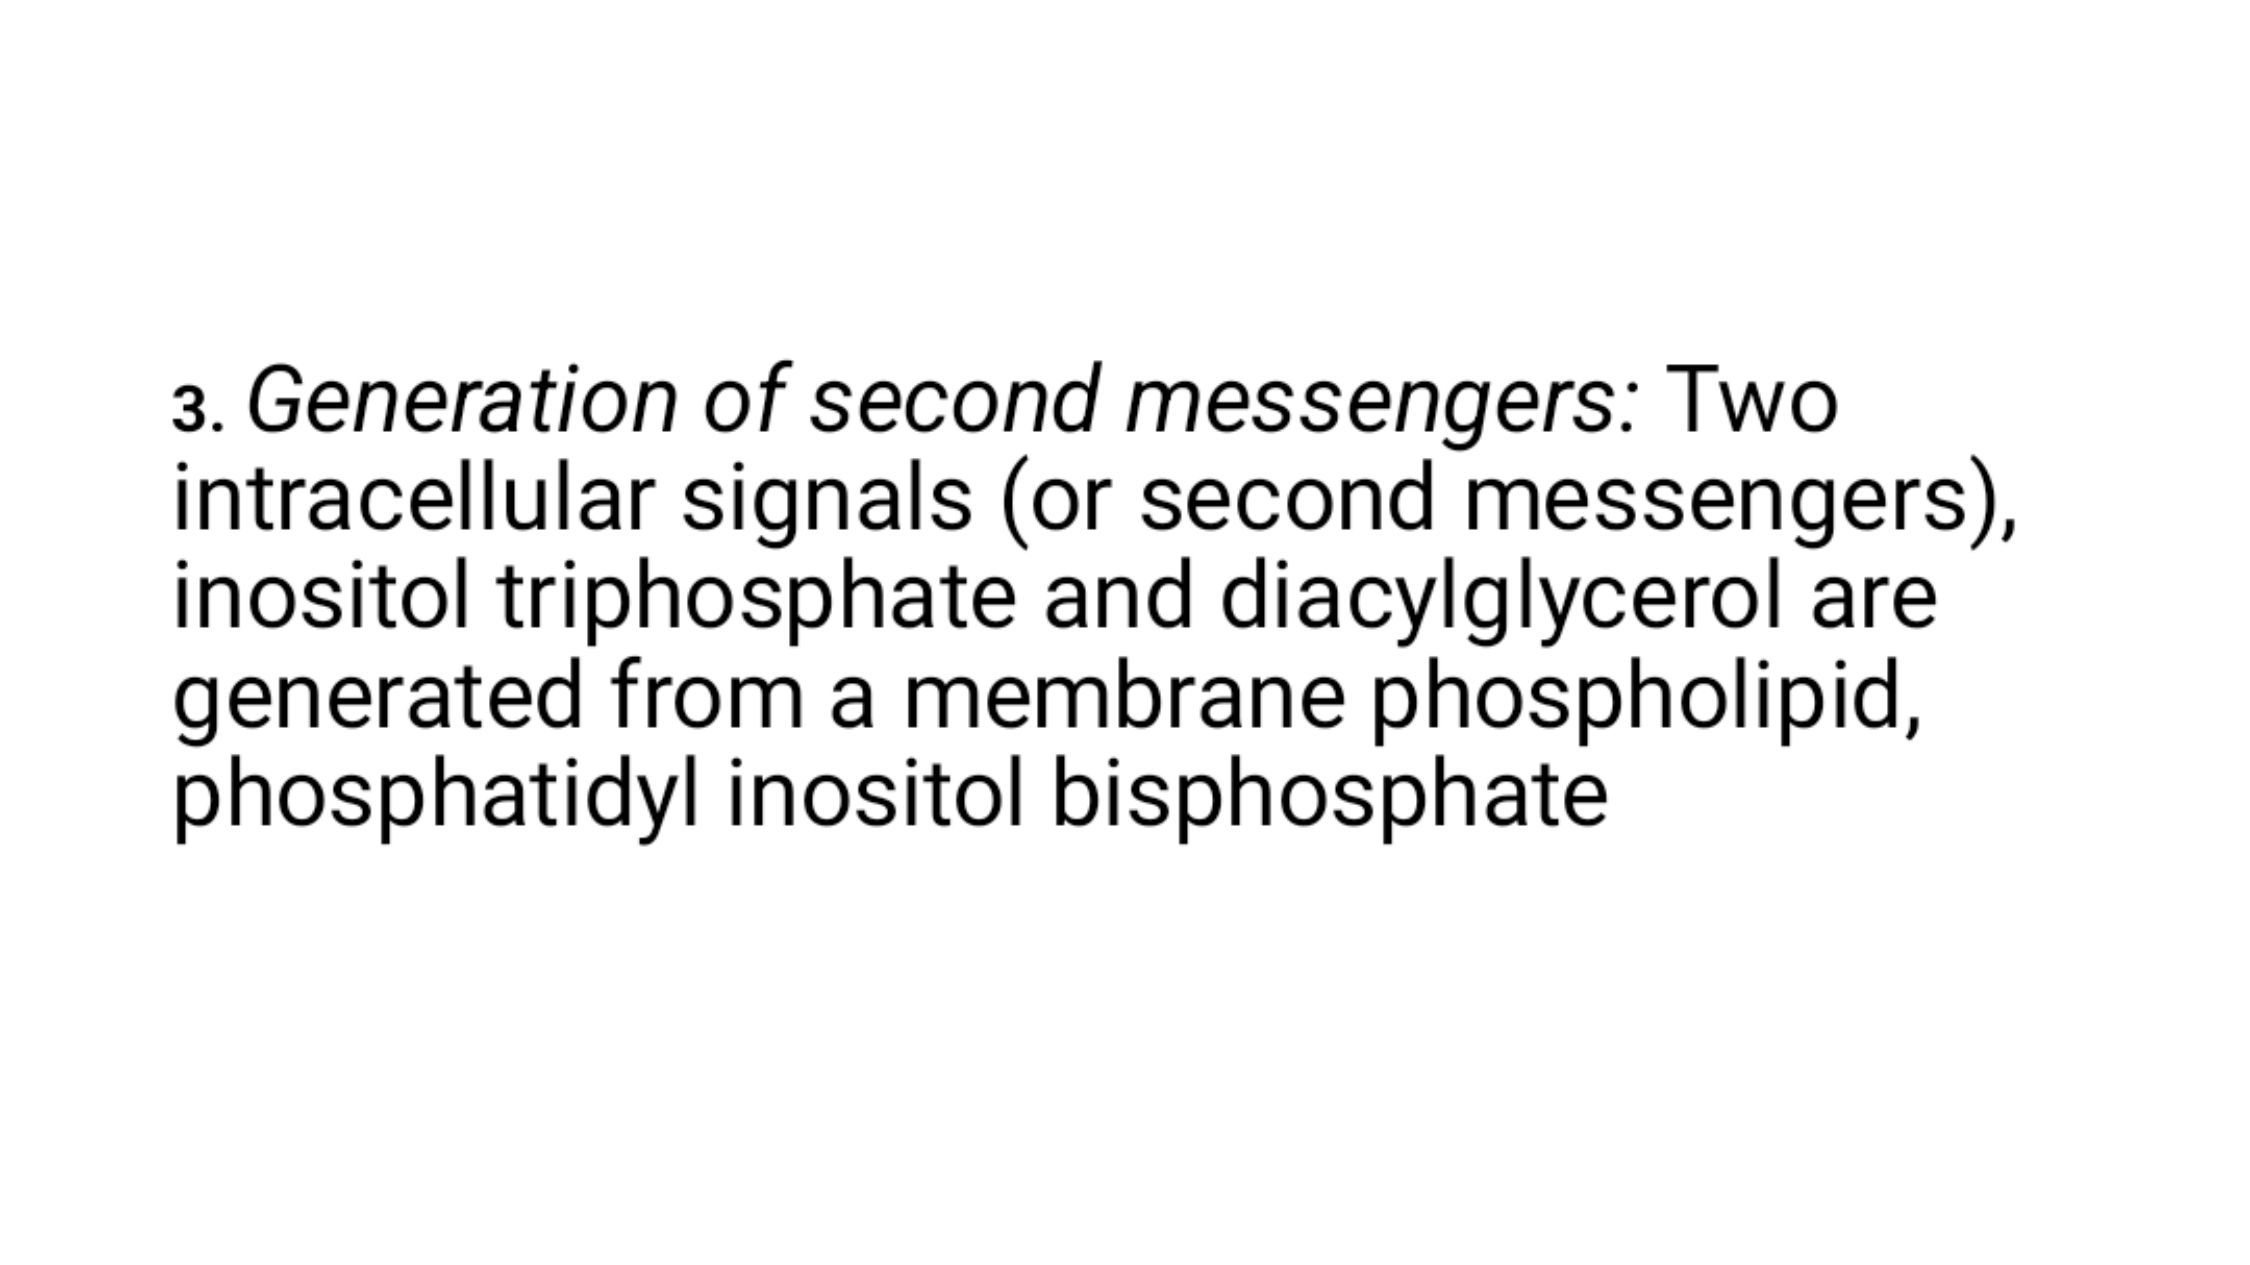 3. Generation of second messengers: Two
intracellular signals (or second messengers),
inositol triphosphate and diacylglycerol are
generated from a membrane phospholipid,
phosphatidyl inositol bisphosphate